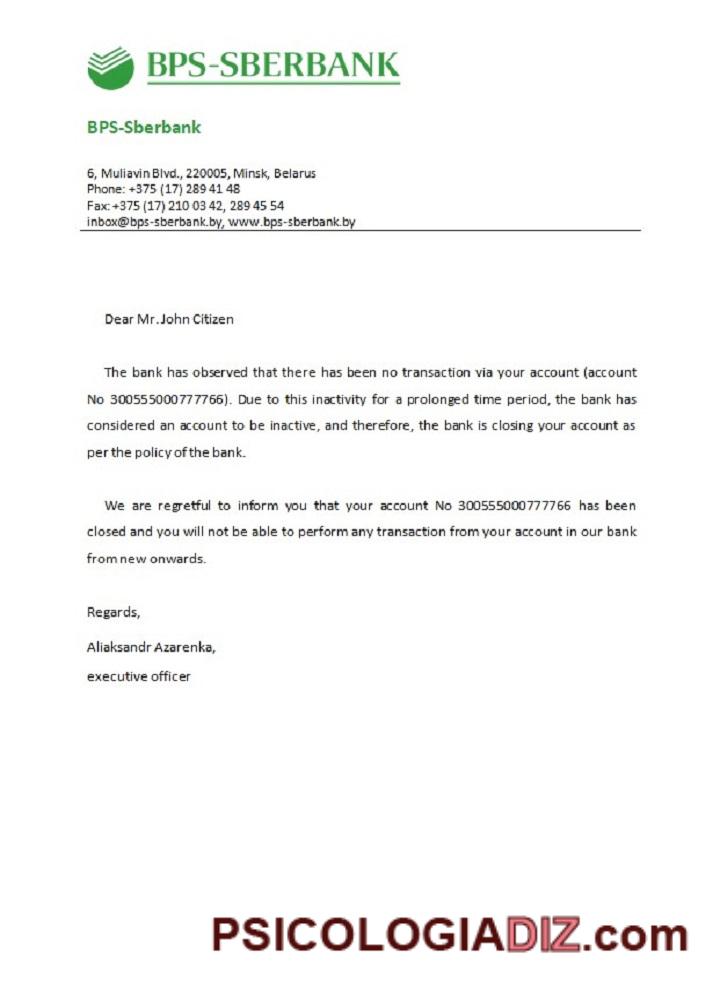 BPS-SBERBANK
BPS-Sberbank
6, Muliavin Blvd., 220005, Minsk, Belarus
Phone: +375 (17) 289 41 48
Fax: +375 (17) 210 03 42, 289 45 54
inbox@bps-sberbank.by, www.bps-sberbank.by
Dear Mr. John Citizen
The bank has observed that there has been no transaction via your account (account
No 300555000777766). Due to this inactivity for a prolonged time period, the bank has
considered an account to be inactive, and therefore, the bank is closing your account as
per the policy of the bank.
We are regretful to inform you that your account No 300555000777766 has been
closed and you will not be able to perform any transaction from your account in our bank
from new onwards.
Regards,
Aliaksandr Azarenka,
executive officer
PSICOLOGIADIZ.com